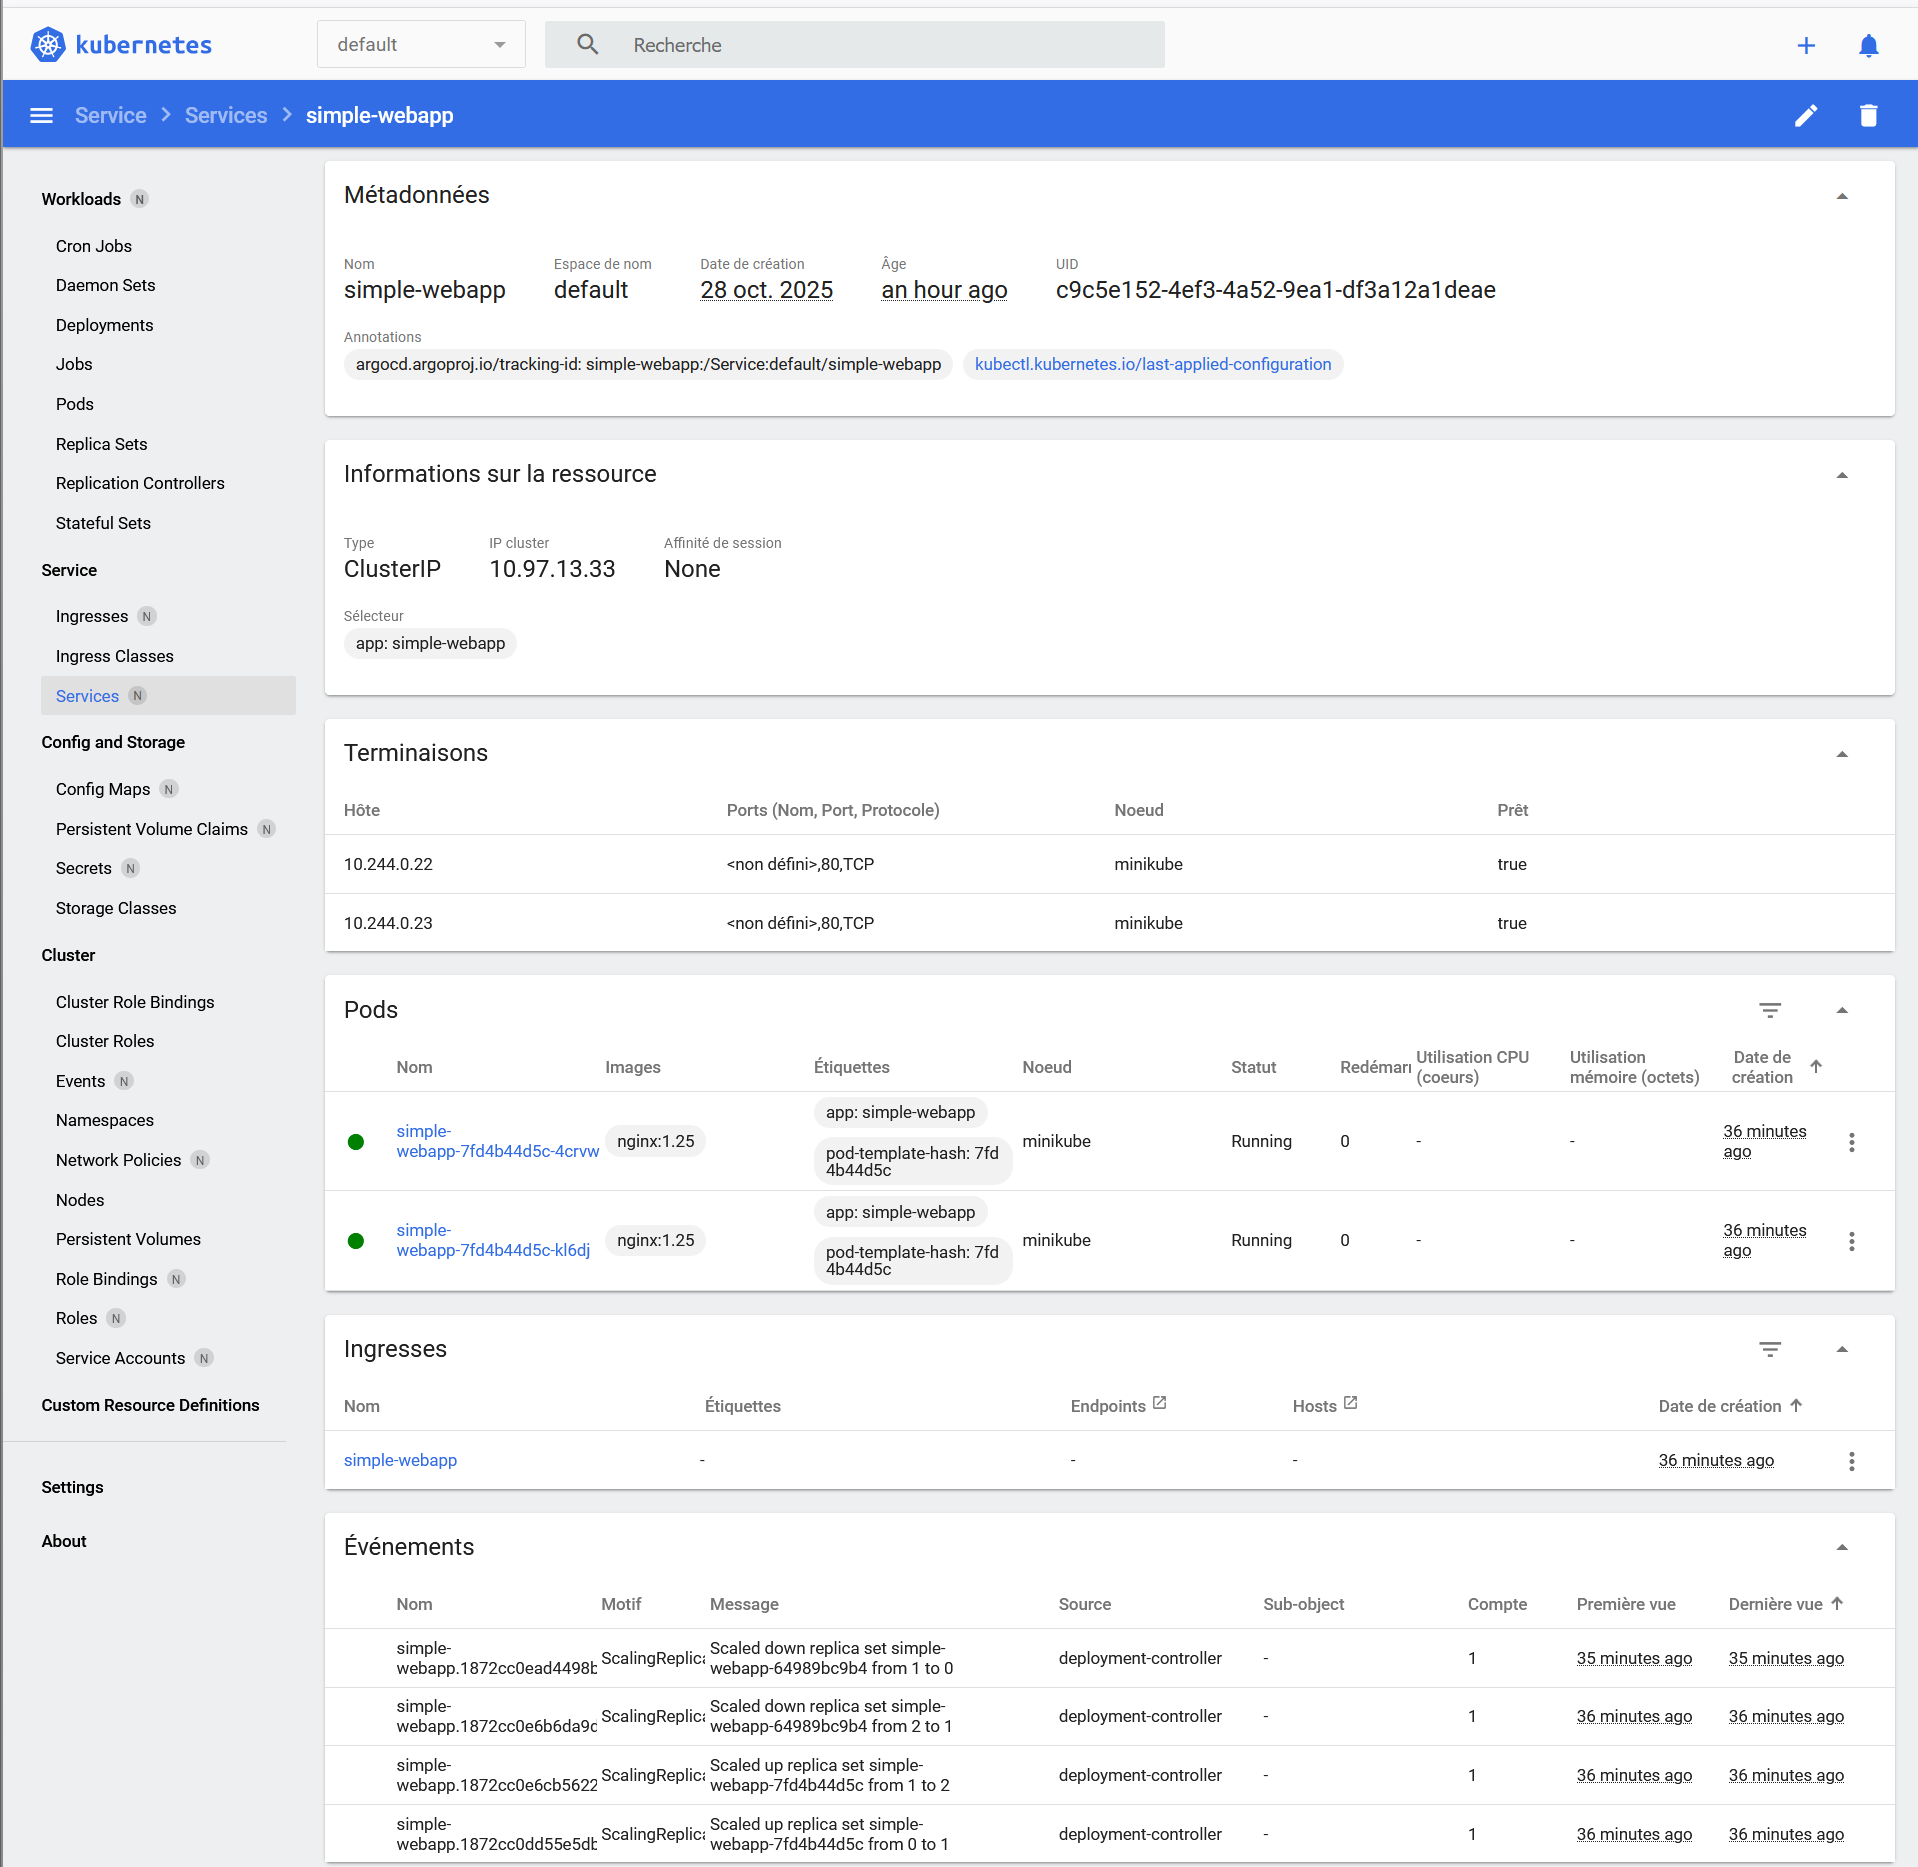 kubernetes
default
Recherche
Service
Services
simple-webapp
Workloads N
Cron Jobs
Daemon Sets
Deployments
Jobs
Pods
Replica Sets
Replication Controllers
Stateful Sets
Service
Ingresses N
Ingress Classes
Services N
Config and Storage
Config Maps N
Persistent Volume Claims N
Secrets N
Storage Classes
Cluster
Cluster Role Bindings
Cluster Roles
Events N
Namespaces
Network Policies N
Nodes
Persistent Volumes
Role Bindings N
Roles N
Service Accounts N
Custom Resource Definitions
Settings
About
Métadonnées
Nom
simple-webapp
Espace de nom
default
Date de création
28 oct. 2025
Âge
an hour ago
UID
c9c5e152-4ef3-4a52-9ea1-df3a12a1deae
Annotations
argocd.argoproj.io/tracking-id: simple-webapp:/Service:default/simple-webapp
kubectl.kubernetes.io/last-applied-configuration
Informations sur la ressource
Type
ClusterIP
IP cluster
10.97.13.33
Affinité de session
None
Sélecteur
app: simple-webapp
Terminaisons
Hôte Ports (Nom, Port, Protocole) Noeud Prêt
10.244.0.22 <non défini>,80,TCP minikube true
10.244.0.23 <non défini>,80,TCP minikube true
Pods
Nom
Images
Étiquettes
Noeud
Statut
Redémarr
Utilisation CPU
(coeurs)
Utilisation
mémoire (octets)
Date de
création
simple-
webapp-7fd4b44d5c-4crvw
nginx:1.25
app: simple-webapp
pod-template-hash: 7fd
4b44d5c
minikube
Running
0
-
-
36 minutes
ago
simple-
webapp-7fd4b44d5c-kl6dj
nginx:1.25
app: simple-webapp
pod-template-hash: 7fd
4b44d5c
minikube
Running
0
-
-
36 minutes
ago
Ingresses
Nom Étiquettes Endpoints Hosts Date de création
simple-webapp - - - 36 minutes ago
Événements
Nom Motif Message Source Sub-object Compte Première vue Dernière vue
simple-
webapp.1872cc0ead4498b
ScalingReplica
Scaled down replica set simple-
webapp-64989bc9b4 from 1 to 0
deployment-controller
-
1
35 minutes ago
35 minutes ago
simple-
webapp.1872cc0e6b6da9d
ScalingReplica
Scaled down replica set simple-
webapp-64989bc9b4 from 2 to 1
deployment-controller
-
1
36 minutes ago
36 minutes ago
simple-
webapp.1872cc0e6cb5622
ScalingReplica
Scaled up replica set simple-
webapp-7fd4b44d5c from 1 to 2
deployment-controller
-
1
36 minutes ago
36 minutes ago
simple-
webapp.1872cc0dd55e5db
ScalingReplica
Scaled up replica set simple-
webapp-7fd4b44d5c from 0 to 1
deployment-controller
-
1
36 minutes ago
36 minutes ago